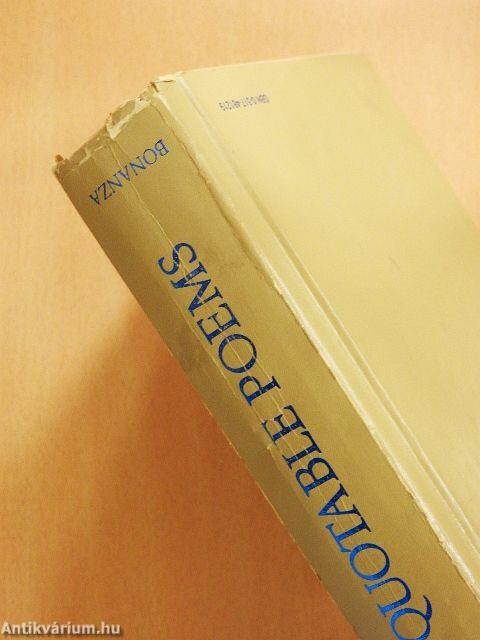 QUOTABLE POEMS
BONANZA
Antikvárium.hu